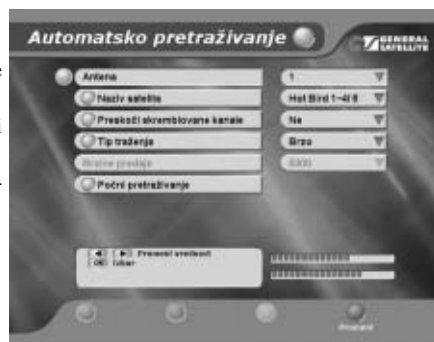 Automatsko pretraživanje
GENERAL
SATELLITE
Antena 1
Naziv satelita Hot Bird 1~4/6
Preskoči skremblovane kanale Ne
Tip traženja Brzo
Brzina predaje
Počni pretraživanje
[◄] [►] Promeni vrednost
[OK] Izbor